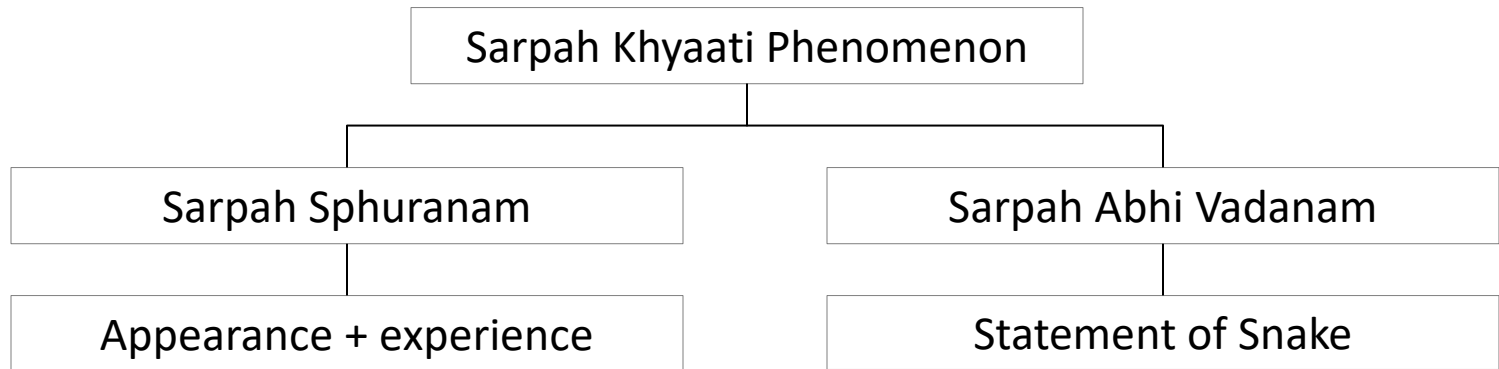 Sarpah Khyaati Phenomenon
Sarpah Sphuranam
Sarpah Abhi Vadanam
Appearance + experience
Statement of Snake